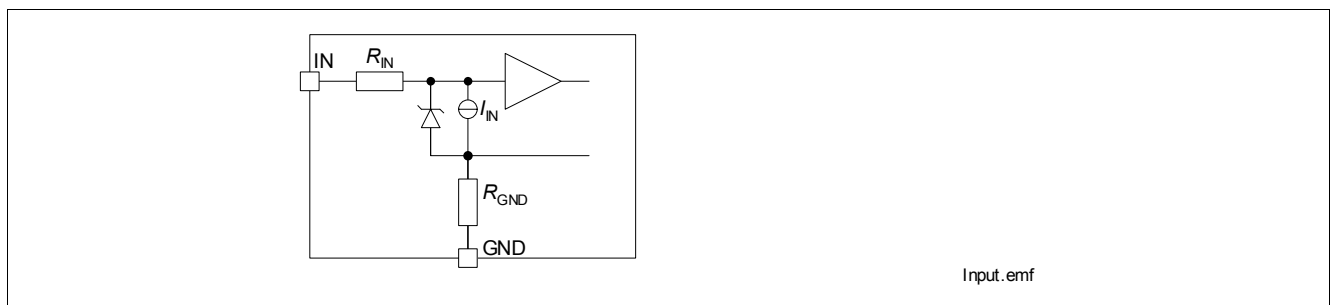 IN
RIN
IIN
RGND
GND
Input.emf